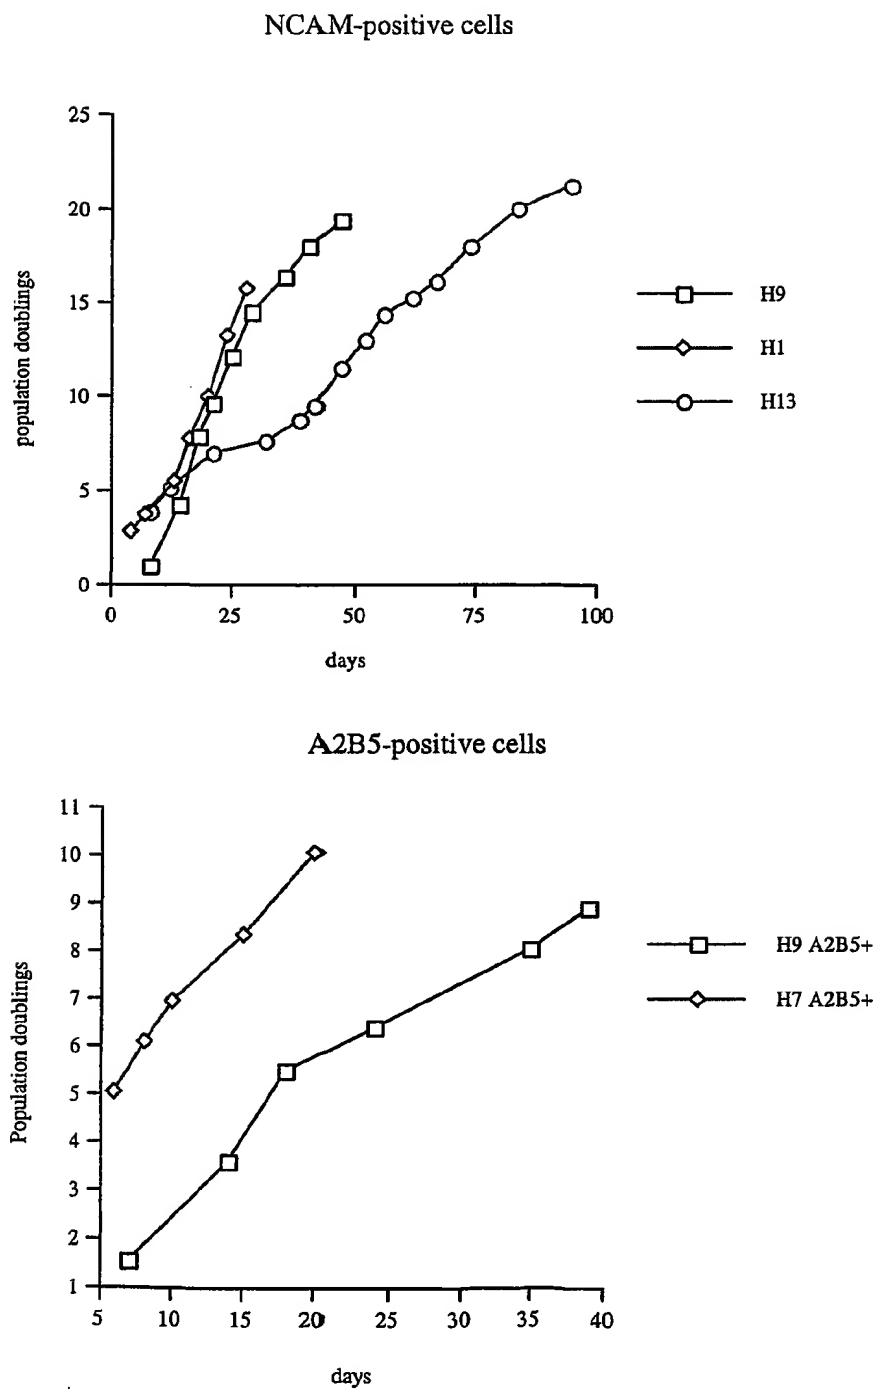 NCAM-positive cells
25
20
15
10
5
0
population doublings
0 25 50 75 100
days
H9
H1
H13
A2B5-positive cells
11
10
9
8
7
6
5
4
3
2
1
Population doublings
5 10 15 20 25 30 35 40
days
H9 A2B5+
H7 A2B5+